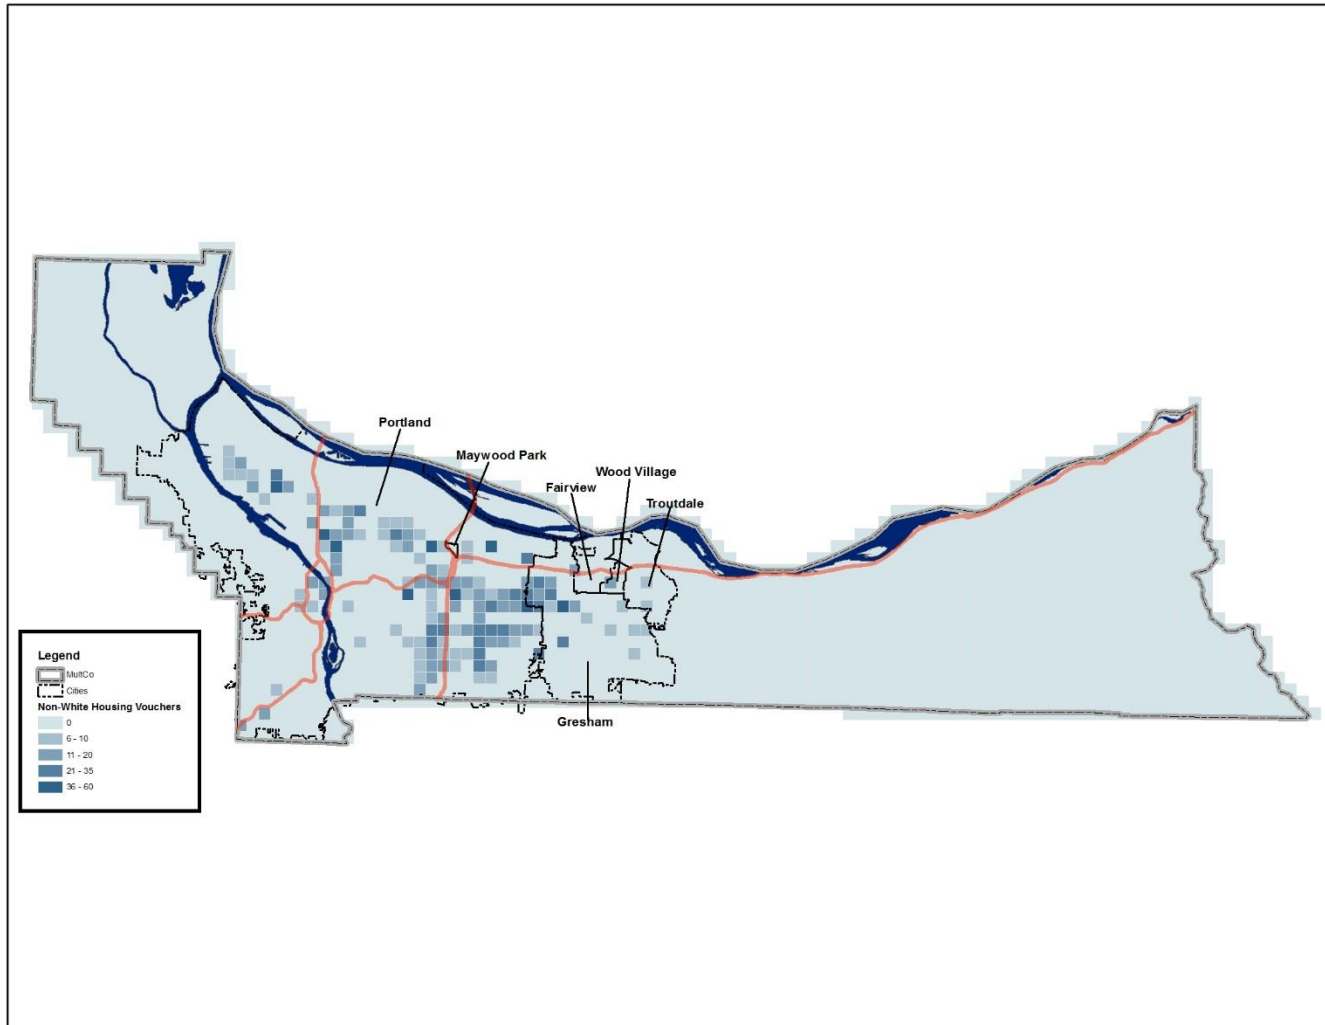 Portland
Maywood Park
Wood Village
Fairview
Troutdale
Gresham
Legend
MultCo
Cities
Non-White Housing Vouchers
0
6 - 10
11 - 20
21 - 35
36 - 60